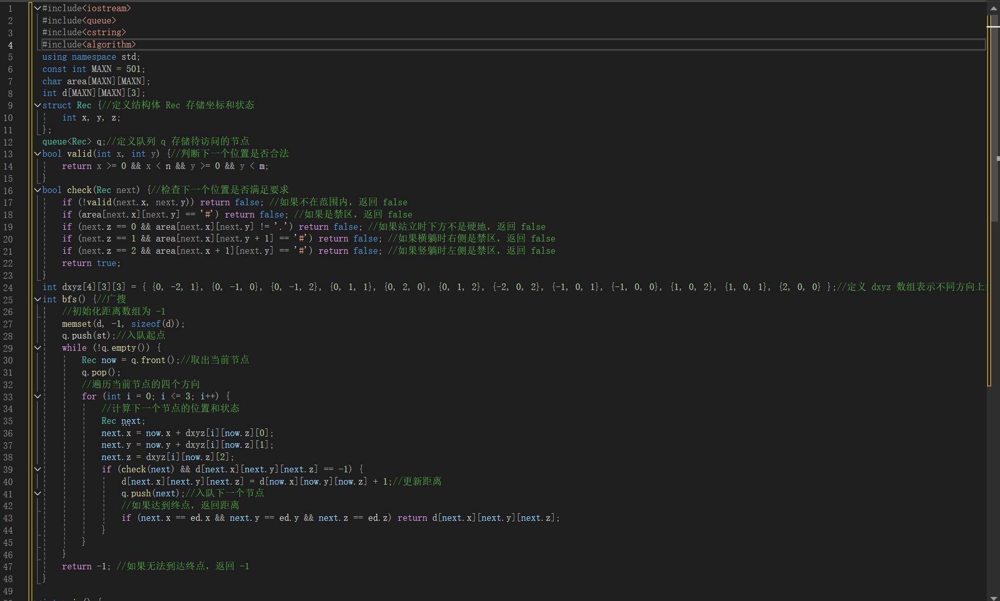 1 #include<iostream>
2 #include<queue>
3 #include<cstring>
4 #include<algorithm>
5 using namespace std;
6 const int MAXN = 501;
7 char area[MAXN][MAXN];
8 int d[MAXN][MAXN][3];
9 struct Rec {//定义结构体 Rec 存储坐标和状态
10 int x, y, z;
11 };
12 queue<Rec> q;//定义队列 q 存储待访问的节点
13 bool valid(int x, int y) {//判断下一个位置是否合法
14 return x >= 0 && x < n && y >= 0 && y < m;
15 }
16 bool check(Rec next) {//检查下一个位置是否满足要求
17 if (!valid(next.x, next.y)) return false; //如果不在范围内，返回 false
18 if (area[next.x][next.y] == '#') return false; //如果是禁区，返回 false
19 if (next.z == 0 && area[next.x][next.y] != '.') return false; //如果站立时下方不是硬地，返回 false
20 if (next.z == 1 && area[next.x][next.y + 1] == '#') return false; //如果横躺时右侧是禁区，返回 false
21 if (next.z == 2 && area[next.x + 1][next.y] == '#') return false; //如果竖躺时左侧是禁区，返回 false
22 return true;
23 }
24 int dxyz[4][3][3] = { {0, -2, 1}, {0, -1, 0}, {0, -1, 2}, {0, 1, 1}, {0, 2, 0}, {0, 1, 2}, {-2, 0, 2}, {-1, 0, 1}, {-1, 0, 0}, {1, 0, 2}, {1, 0, 1}, {2, 0, 0} };//定义 dxyz 数组表示不同方向上
25 int bfs() {//广搜
26 //初始化距离数组为 -1
27 memset(d, -1, sizeof(d));
28 q.push(st);//入队起点
29 while (!q.empty()) {
30 Rec now = q.front();//取出当前节点
31 q.pop();
32 //遍历当前节点的四个方向
33 for (int i = 0; i <= 3; i++) {
34 //计算下一个节点的位置和状态
35 Rec next;
36 next.x = now.x + dxyz[i][now.z][0];
37 next.y = now.y + dxyz[i][now.z][1];
38 next.z = dxyz[i][now.z][2];
39 if (check(next) && d[next.x][next.y][next.z] == -1) {
40 d[next.x][next.y][next.z] = d[now.x][now.y][now.z] + 1;//更新距离
41 q.push(next);//入队下一个节点
42 //如果达到终点，返回距离
43 if (next.x == ed.x && next.y == ed.y && next.z == ed.z) return d[next.x][next.y][next.z];
44 }
45 }
46 }
47 return -1; //如果无法到达终点，返回 -1
48 }
49